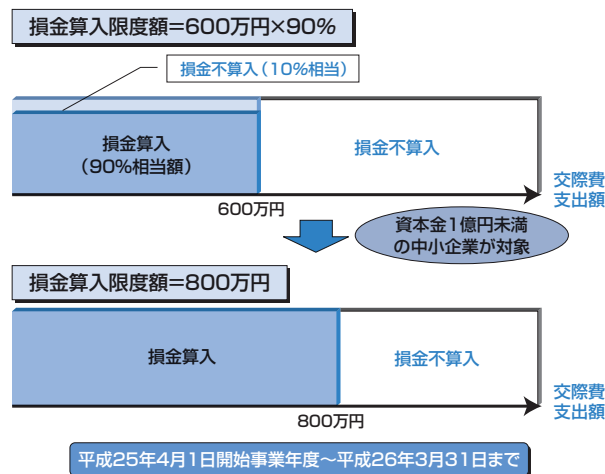 損金算入限度額=600万円×90%
損金不算入（10%相当）
損金算入
（90%相当額）
損金不算入
交際費
支出額
600万円
資本金1億円未満
の中小企業が対象
損金算入限度額=800万円
損金算入
損金不算入
交際費
支出額
800万円
平成25年4月1日開始事業年度～平成26年3月31日まで